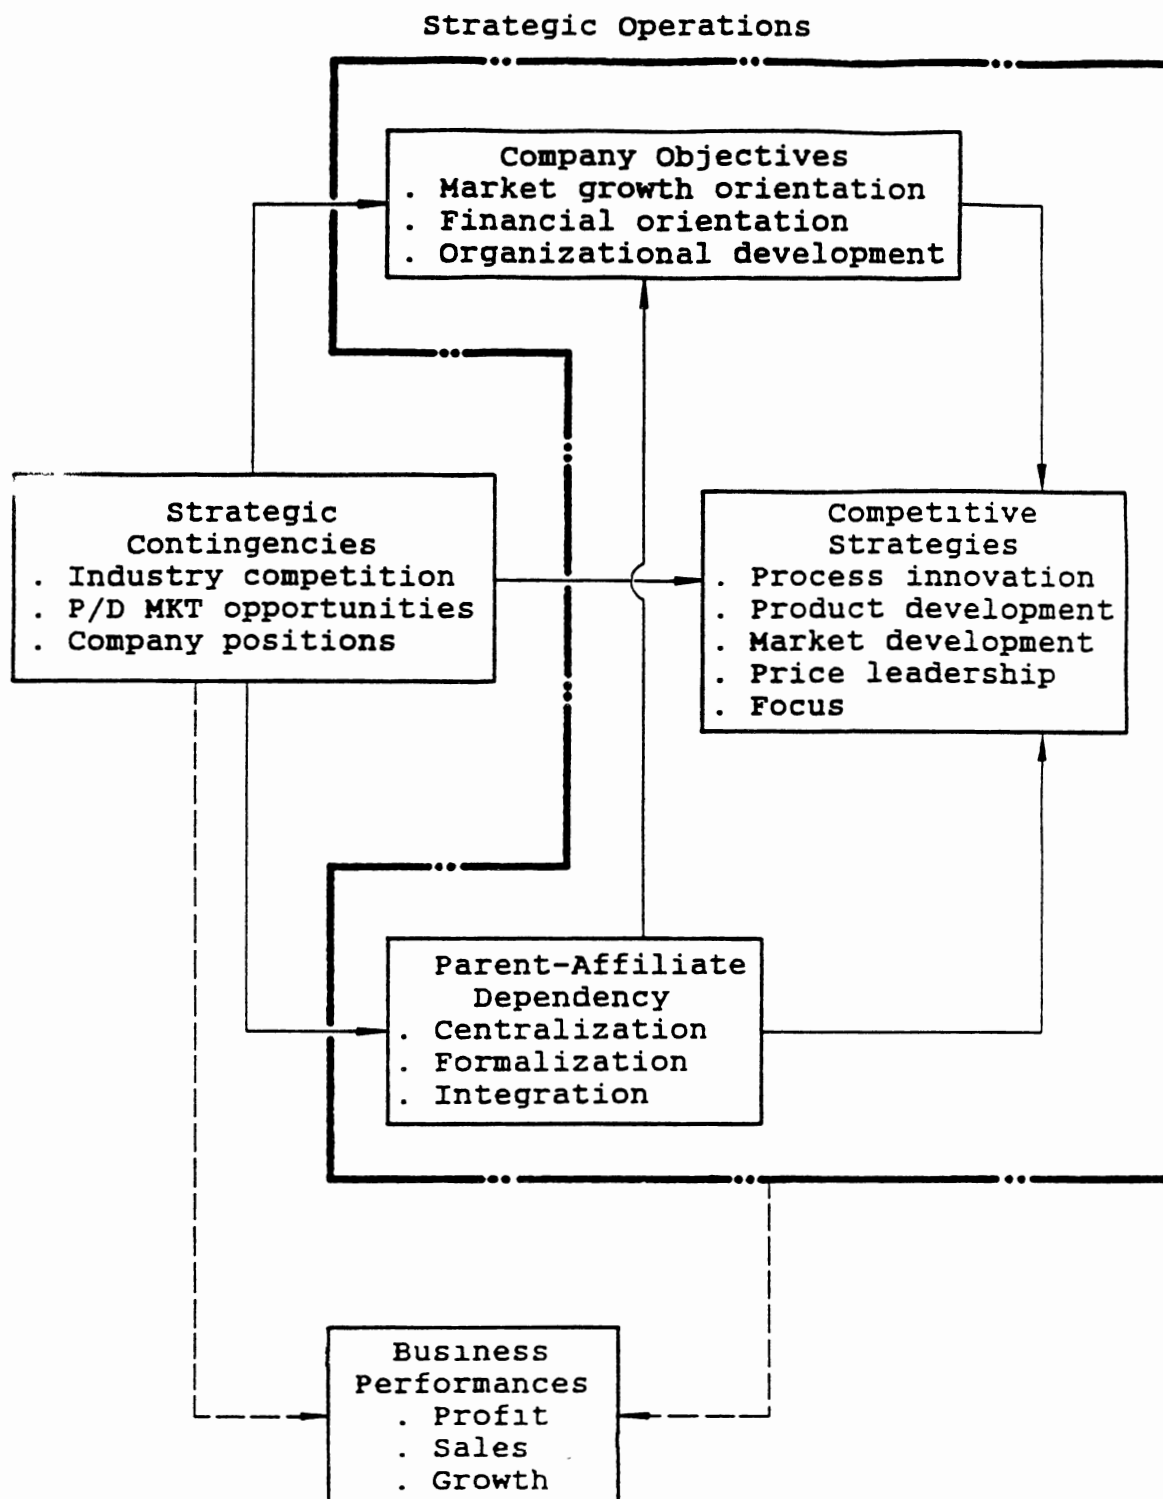 Strategic Operations
Company Objectives
. Market growth orientation
. Financial orientation
. Organizational development
Strategic
Contingencies
. Industry competition
. P/D MKT opportunities
. Company positions
Competitive
Strategies
. Process innovation
. Product development
. Market development
. Price leadership
. Focus
Parent-Affiliate
Dependency
. Centralization
. Formalization
. Integration
Business
Performances
. Profit
. Sales
. Growth